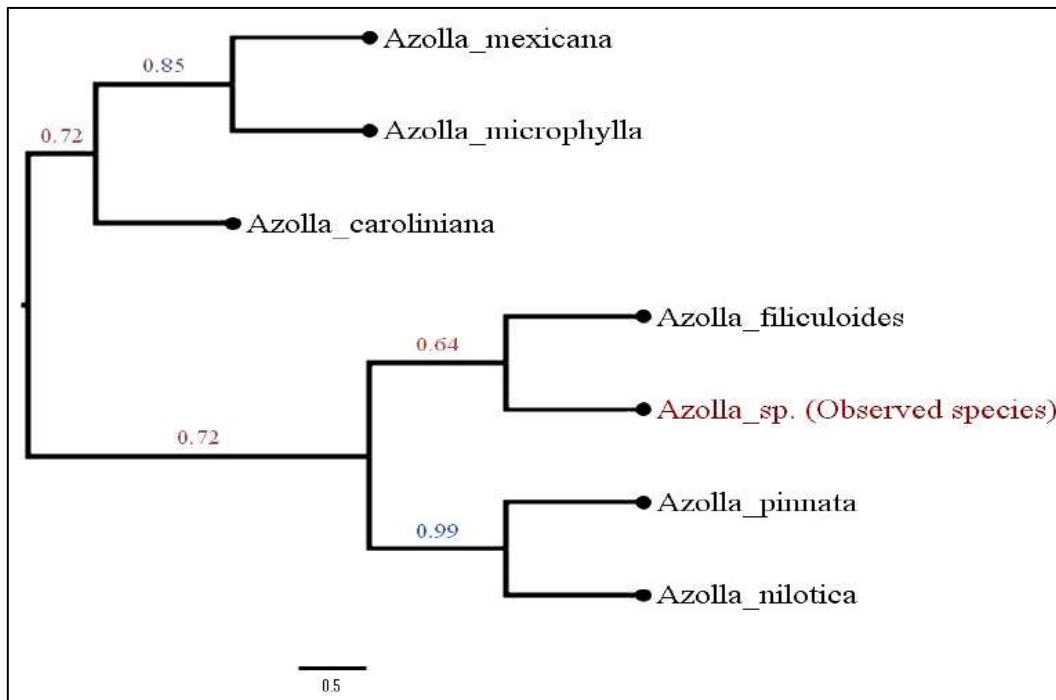 Azolla_mexicana
0.85
Azolla_microphylla
0.72
Azolla_caroliniana
Azolla_filiculoides
0.64
Azolla_sp. (Observed species)
0.72
Azolla_pinnata
0.99
Azolla_nilotica
0.5